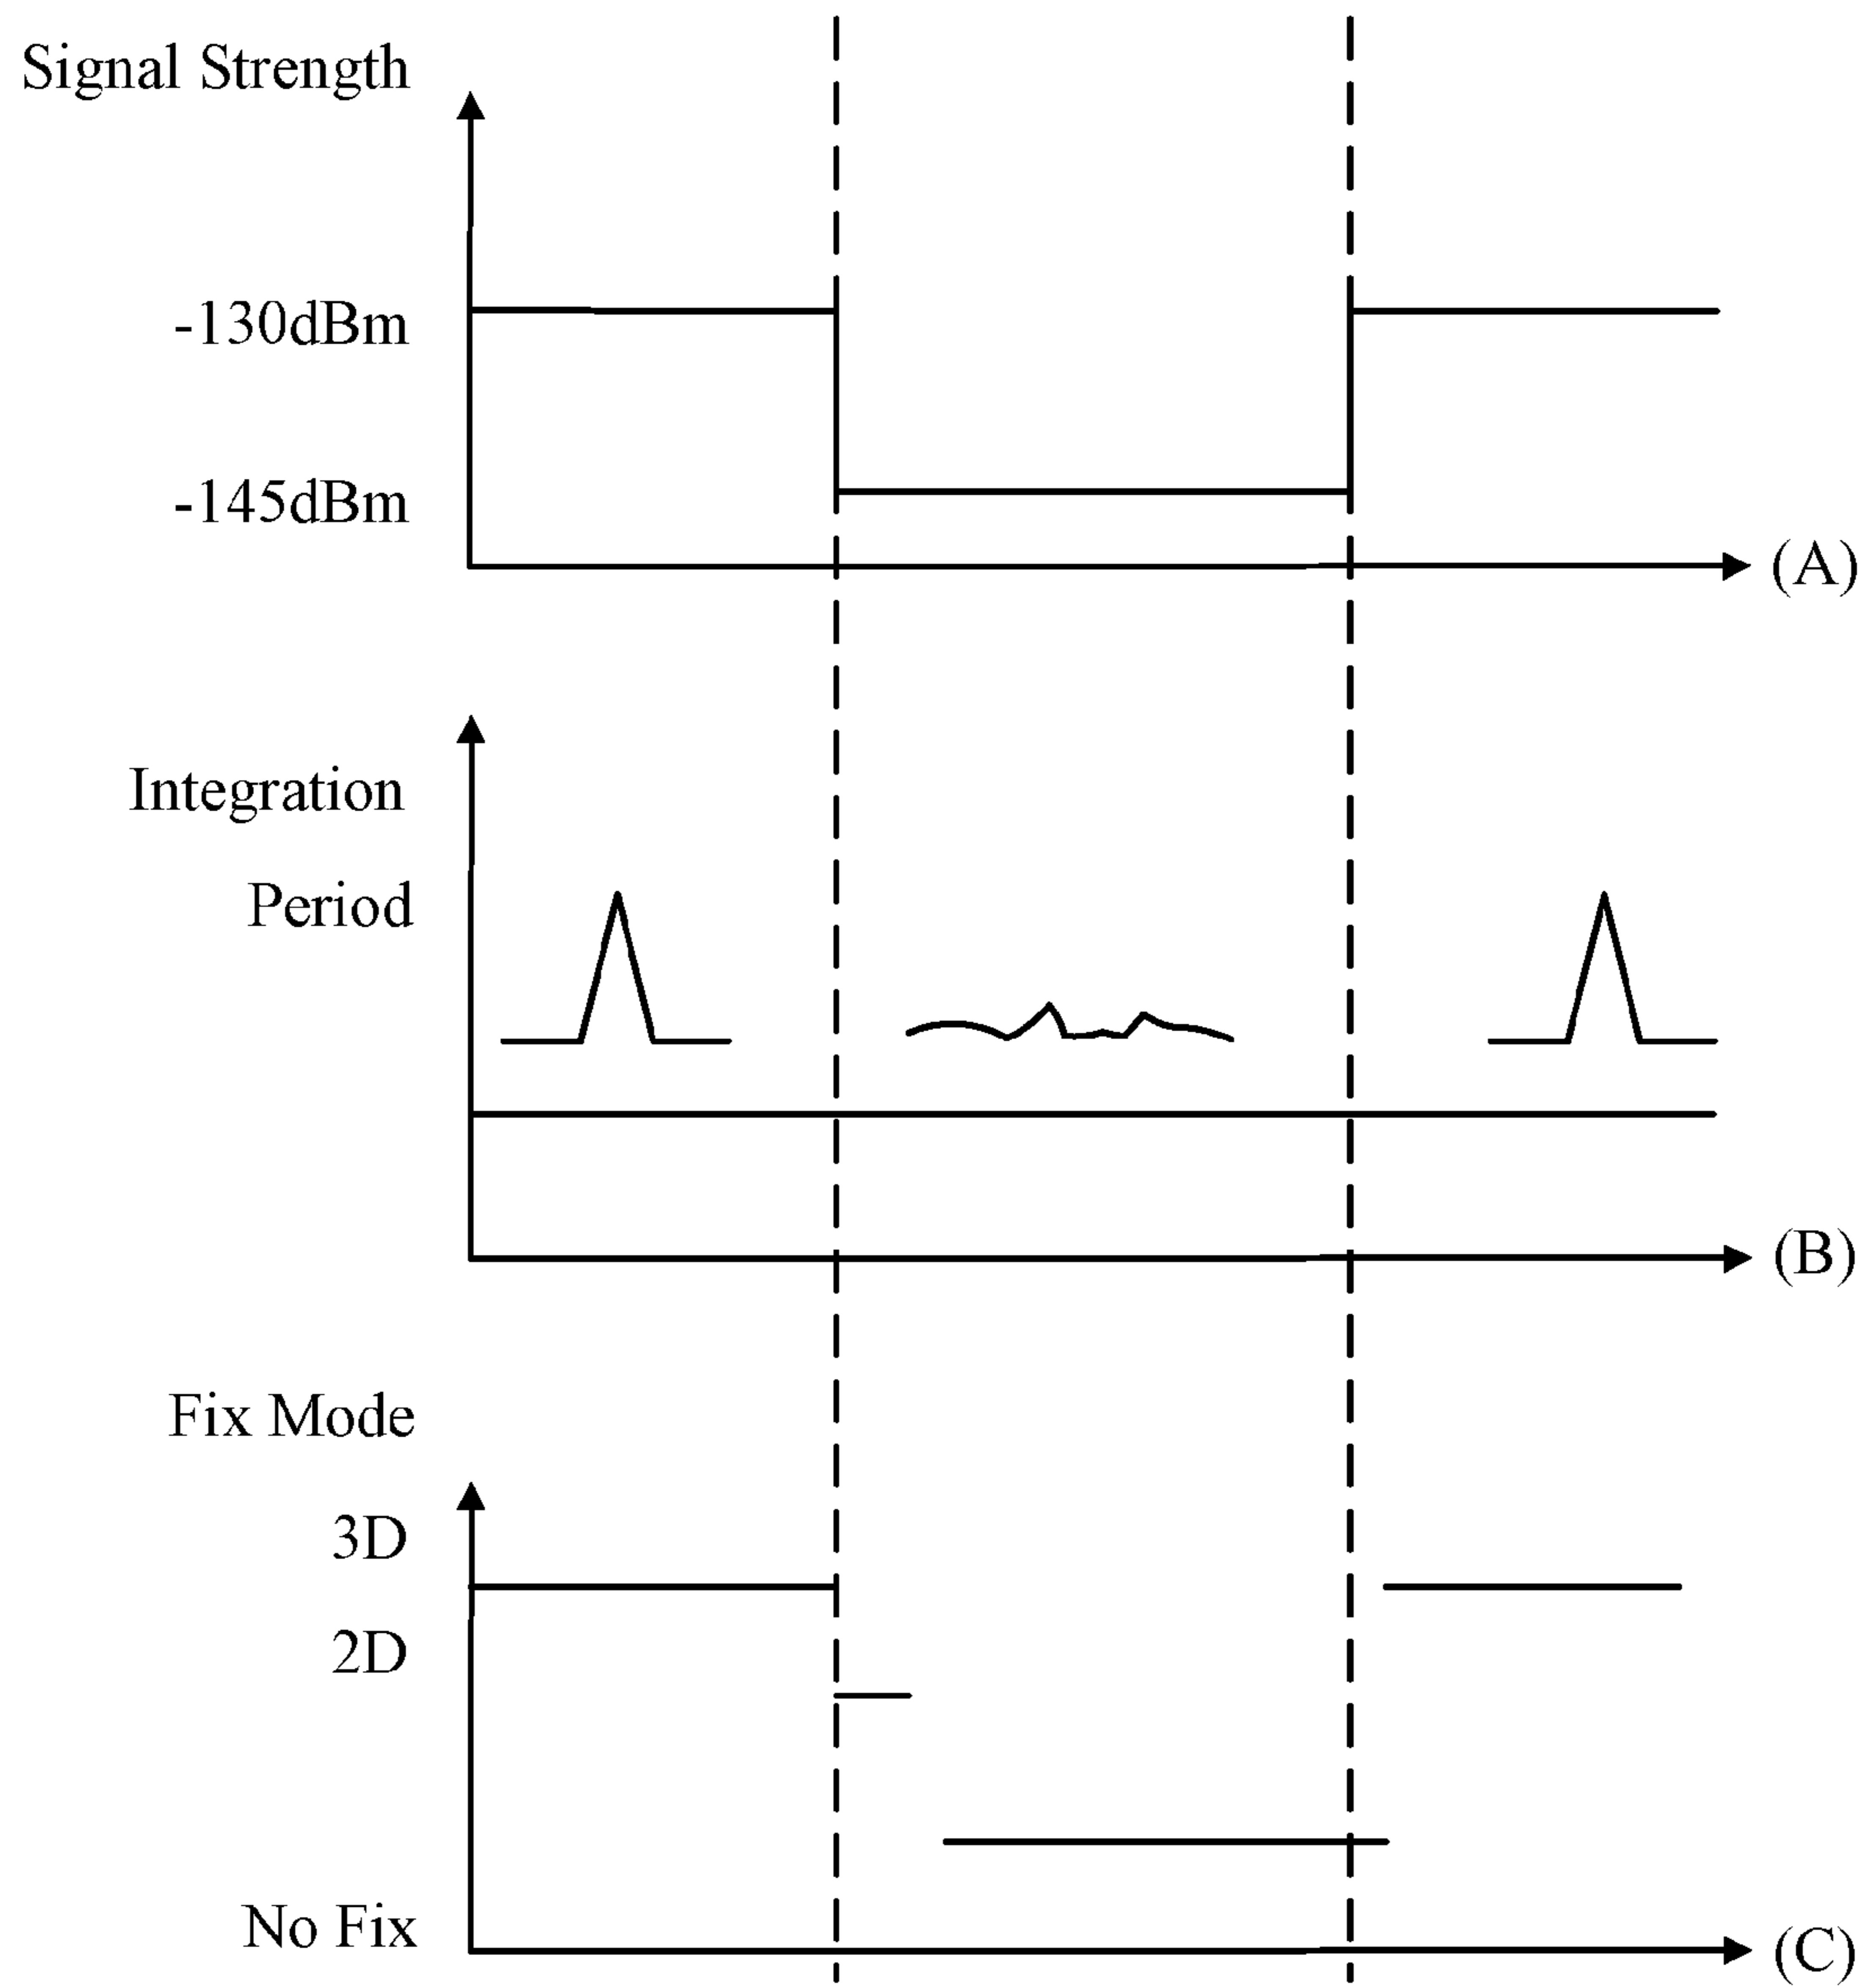 Signal Strength
-130dBm
-145dBm
(A)
Integration
Period
(B)
Fix Mode
3D
2D
No Fix
(C)